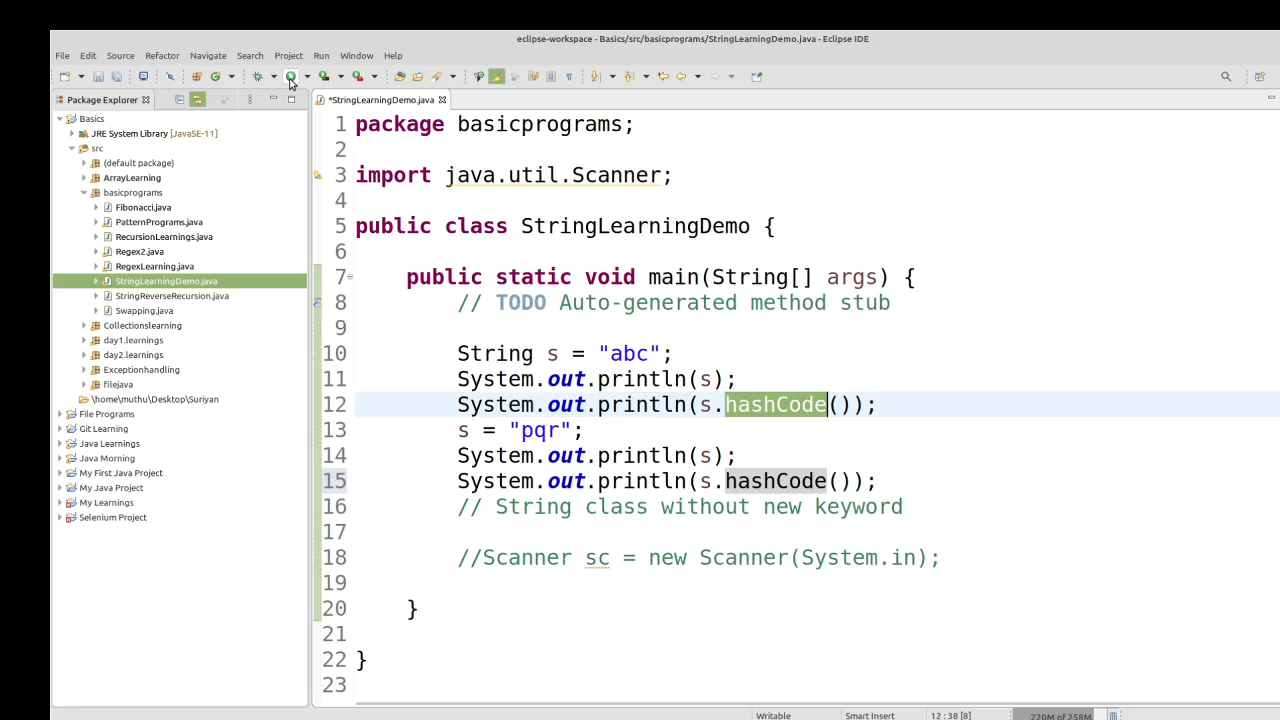 eclipse-workspace - Basics/src/basicprograms/StringLearningDemo.java - Eclipse IDE
File Edit Source Refactor Navigate Search Project Run Window Help
Package Explorer
Basics
JRE System Library [JavaSE-11]
src
(default package)
ArrayLearning
basicprograms
Fibonacci.java
PatternPrograms.java
RecursionLearnings.java
Regex2.java
RegexLearning.java
StringLearningDemo.java
StringReverseRecursion.java
Swapping.java
Collectionslearning
day1.learnings
day2.learnings
Exceptionhandling
filejava
\home\muthu\Desktop\Suriyan
File Programs
Git Learning
Java Learnings
Java Morning
My First Java Project
My Java Project
My Learnings
Selenium Project
*StringLearningDemo.java
1 package basicprograms;
2
3 import java.util.Scanner;
4
5 public class StringLearningDemo {
6
7 public static void main(String[] args) {
8 // TODO Auto-generated method stub
9
10 String s = "abc";
11 System.out.println(s);
12 System.out.println(s.hashCode());
13 s = "pqr";
14 System.out.println(s);
15 System.out.println(s.hashCode());
16 // String class without new keyword
17
18 //Scanner sc = new Scanner(System.in);
19
20 }
21
22 }
23
Writable Smart Insert 12 : 38 [8] 220M of 258M